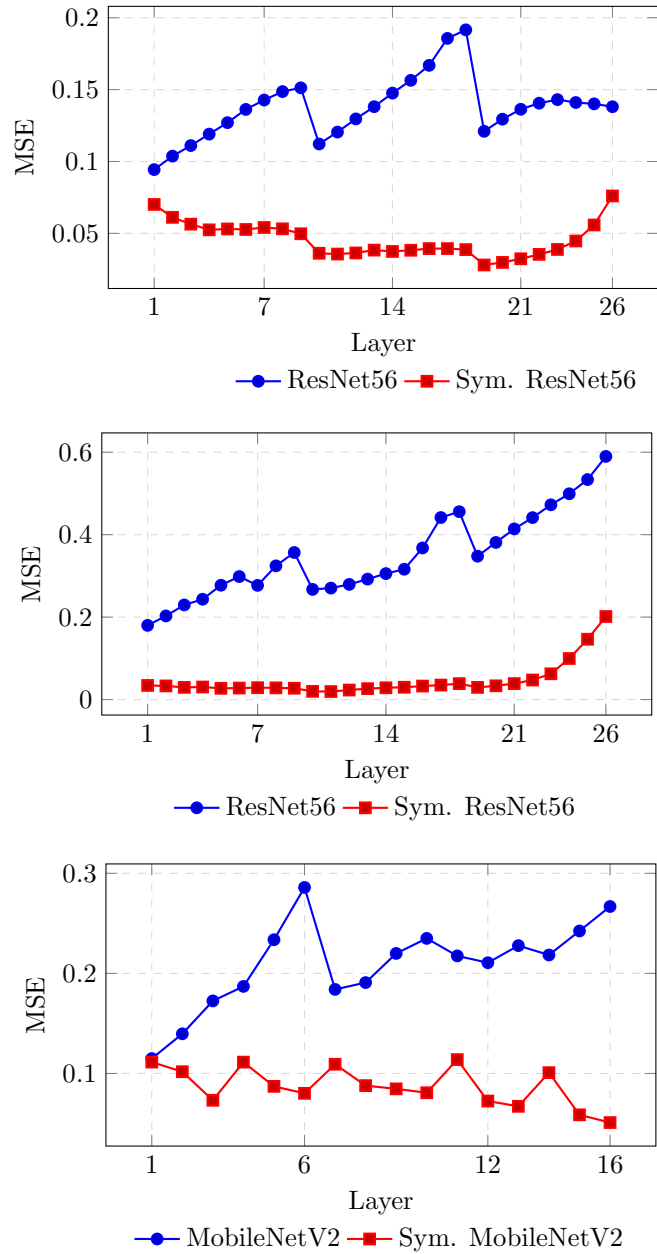 0.2
0.15
0.1
0.05
MSE
1 7 14 21 26
Layer
ResNet56 Sym. ResNet56
0.6
0.4
0.2
0
MSE
1 7 14 21 26
Layer
ResNet56 Sym. ResNet56
0.3
0.2
0.1
MSE
1 6 12 16
Layer
MobileNetV2 Sym. MobileNetV2